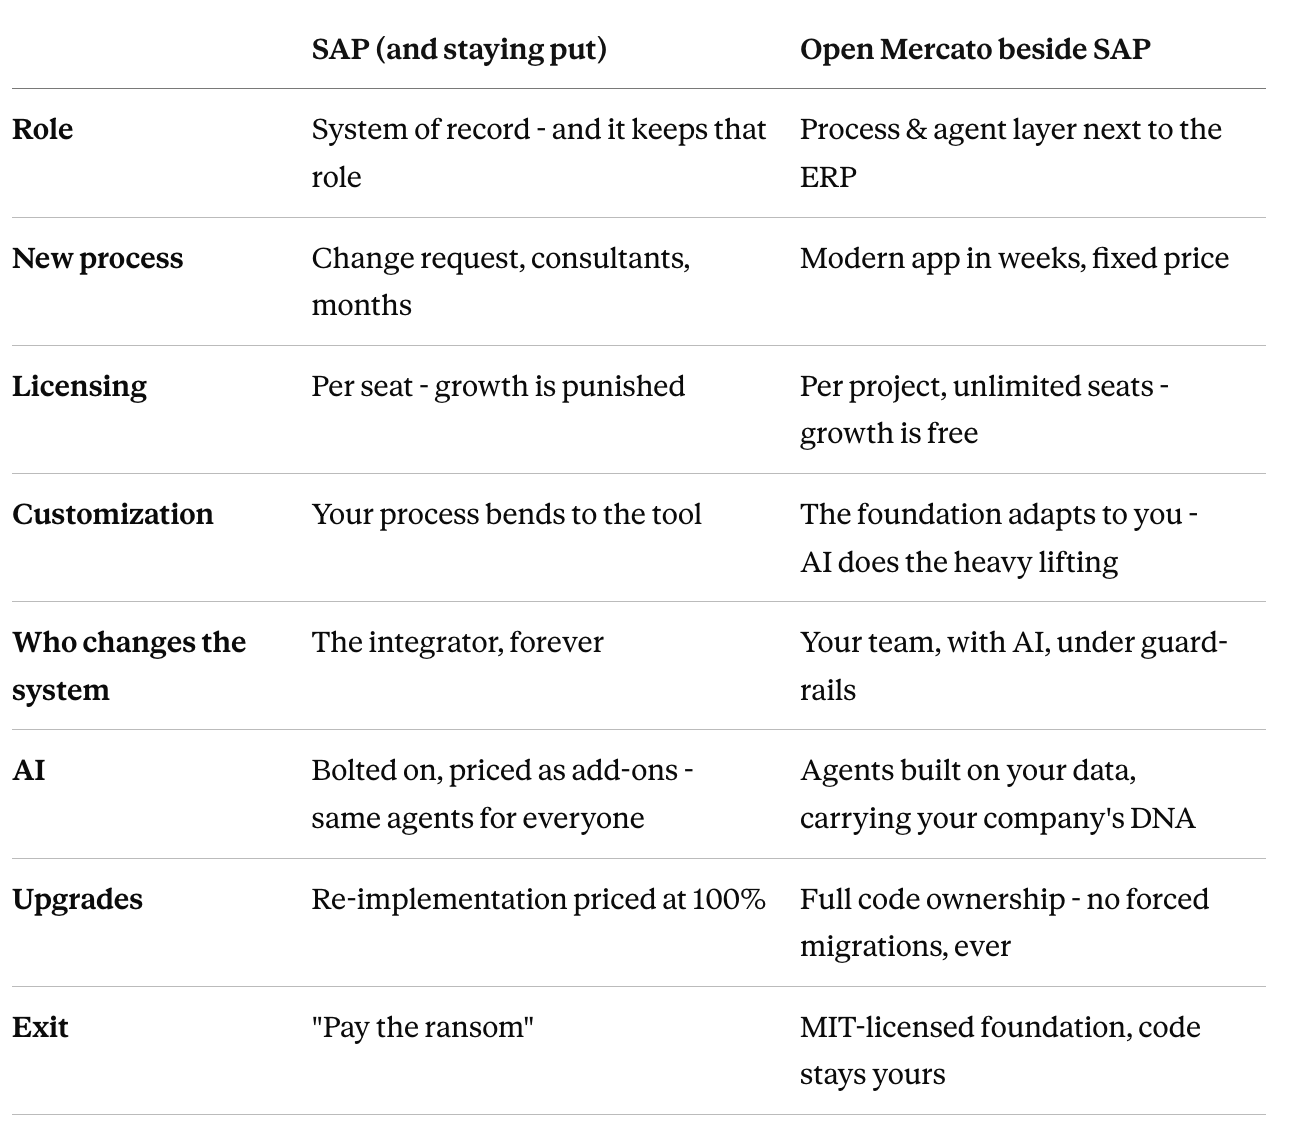 SAP (and staying put) Open Mercato beside SAP
Role System of record - and it keeps that Process & agent layer next to the
role ERP
New process Change request, consultants, Modern app in weeks, fixed price
months
Licensing Per seat - growth is punished Per project, unlimited seats -
growth is free
Customization Your process bends to the tool The foundation adapts to you -
AI does the heavy lifting
Who changes the The integrator, forever Your team, with AI, under guard-
system rails
AI Bolted on, priced as add-ons - Agents built on your data,
same agents for everyone carrying your company's DNA
Upgrades Re-implementation priced at 100% Full code ownership - no forced
migrations, ever
Exit "Pay the ransom" MIT-licensed foundation, code
stays yours